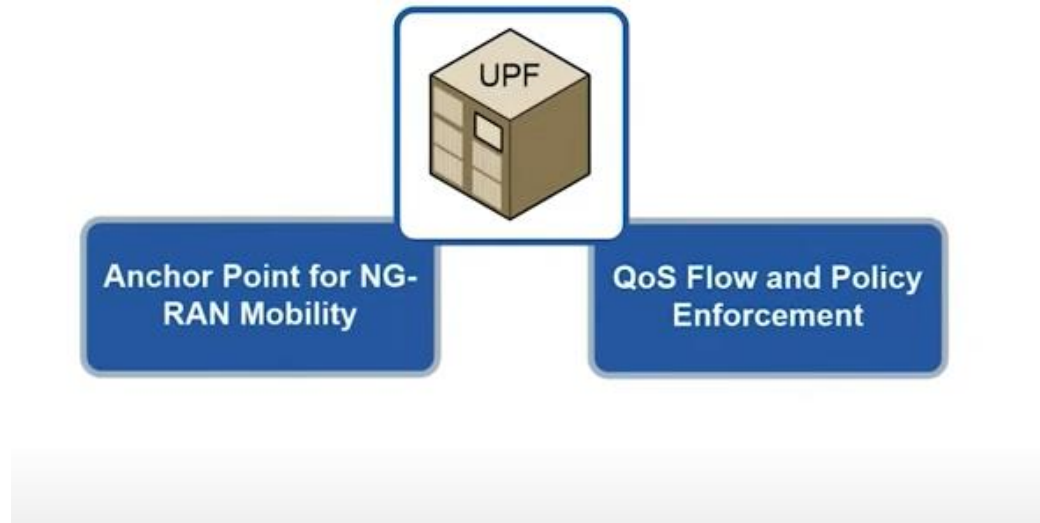 UPF
Anchor Point for NG-
RAN Mobility
QoS Flow and Policy
Enforcement